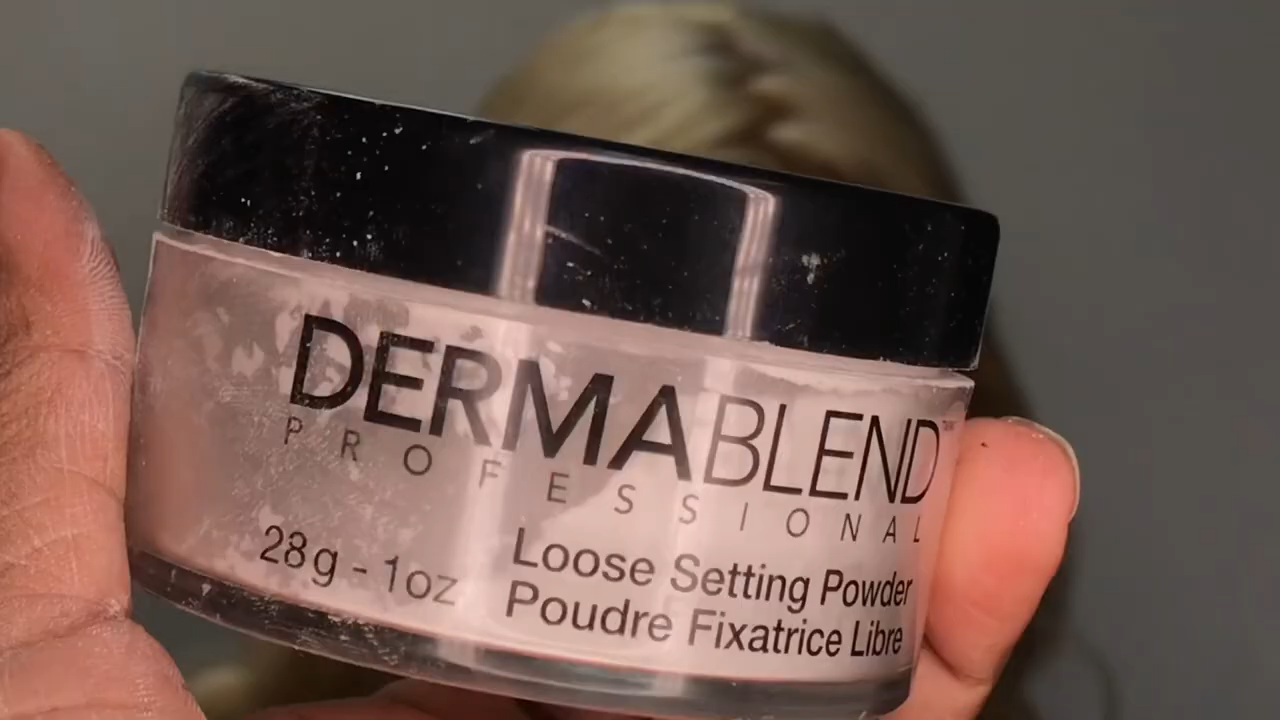 DERMABLEND
PROFESSIONAL
28g - 1oz
Loose Setting Powder
Poudre Fixatrice Libre